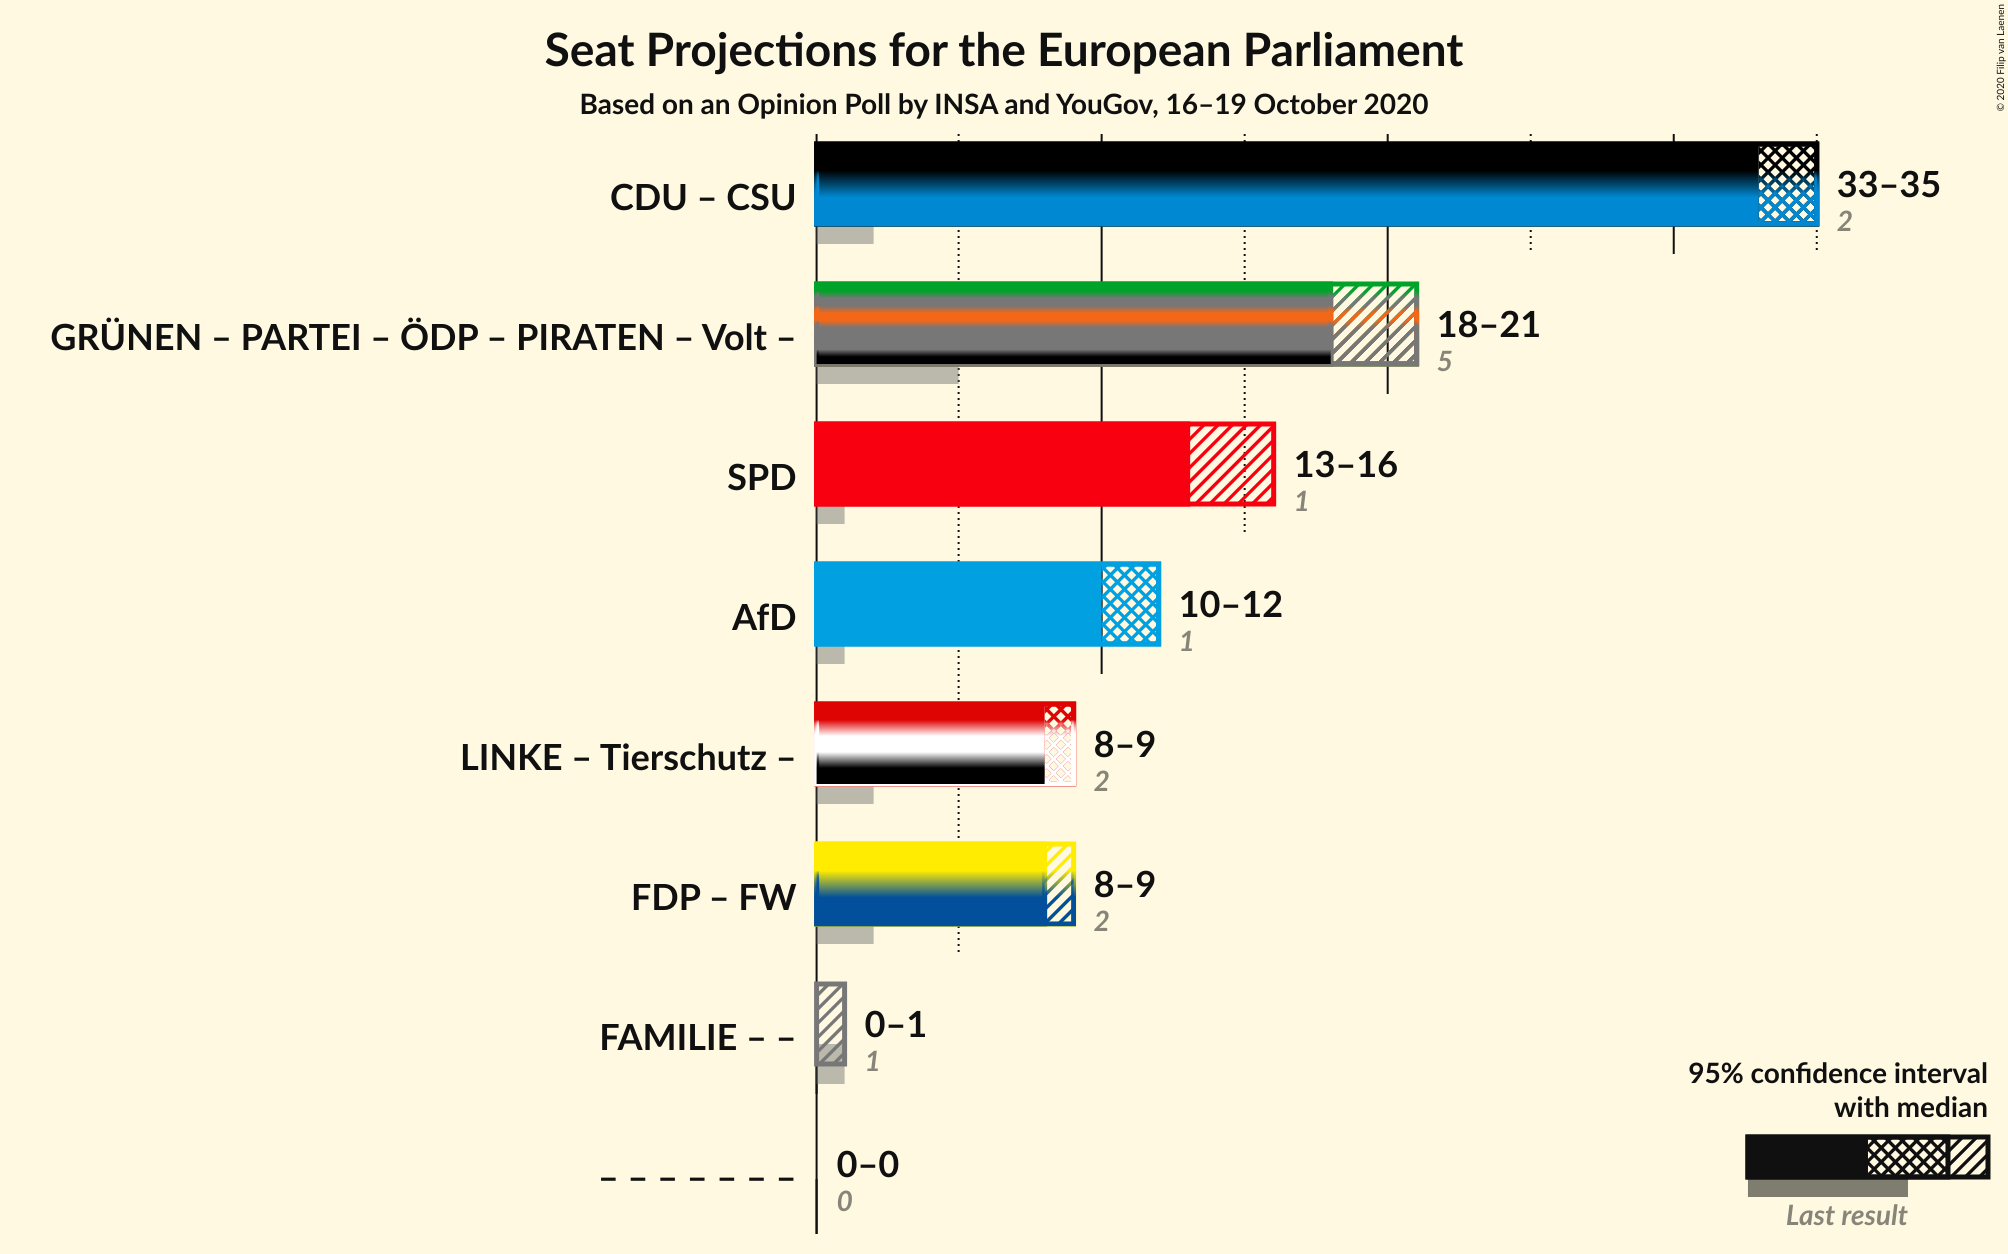 Seat Projections for the European Parliament
Based on an Opinion Poll by INSA and YouGov, 16–19 October 2020
© 2020 Filip van Laenen
CDU – CSU
33–35
2
GRÜNEN – PARTEI – ÖDP – PIRATEN – Volt –
18–21
5
SPD
13–16
1
AfD
10–12
1
LINKE – Tierschutz –
8–9
2
FDP – FW
8–9
2
FAMILIE – –
0–1
1
– – – – – – –
0–0
0
95% confidence interval
with median
Last result